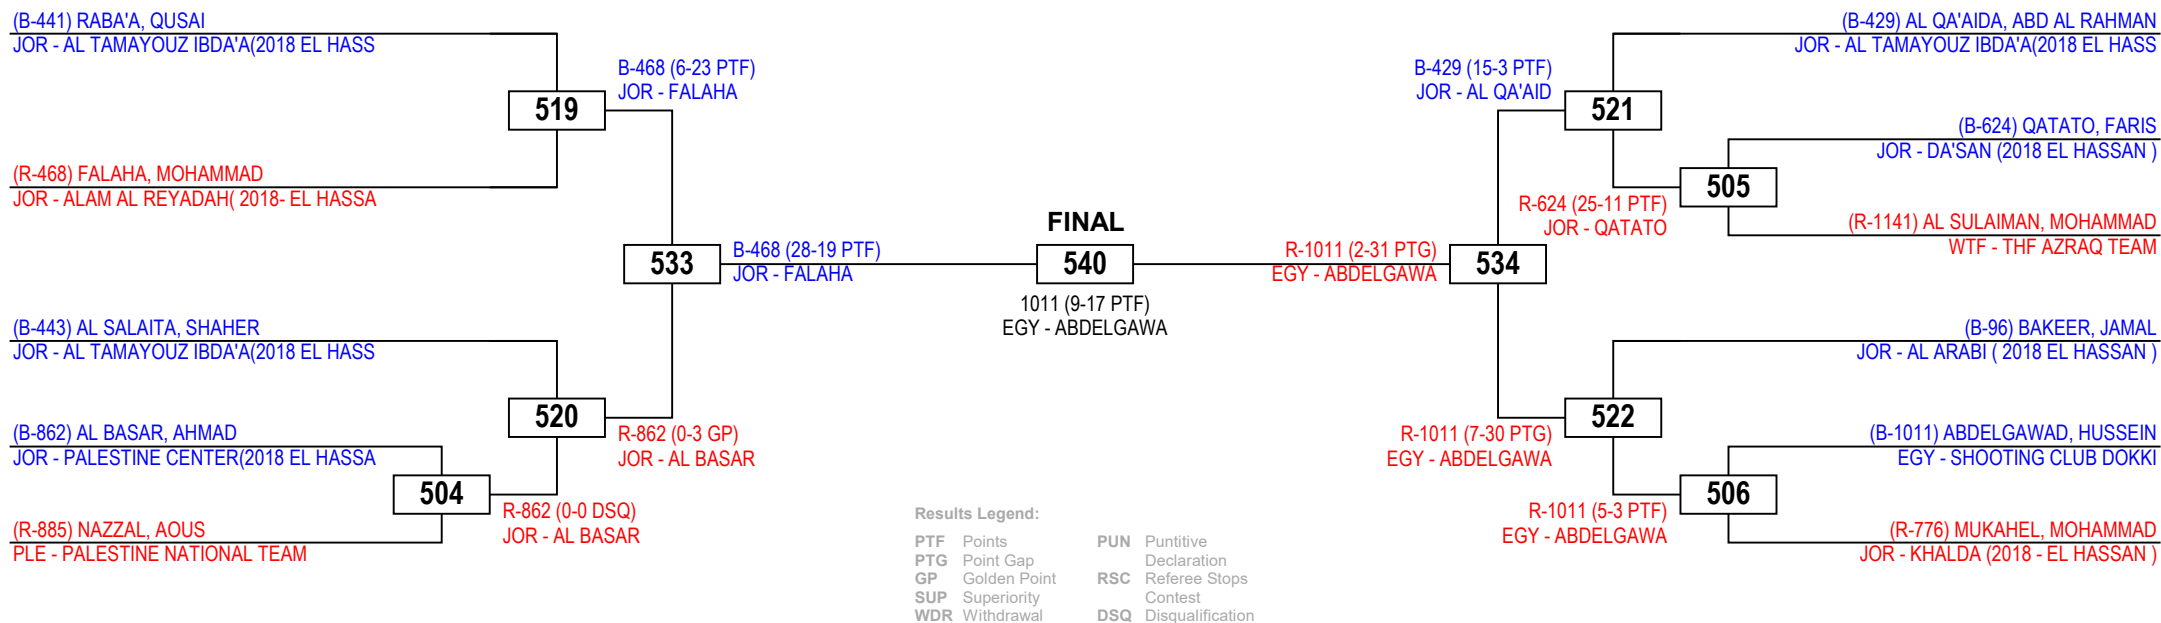 (B-441) RABA'A, QUSAI
JOR - AL TAMAYOUZ IBDA'A(2018 EL HASS
B-468 (6-23 PTF)
JOR - FALAHA
519
(R-468) FALAHA, MOHAMMAD
JOR - ALAM AL REYADAH( 2018- EL HASSA
533
B-468 (28-19 PTF)
JOR - FALAHA
(B-443) AL SALAITA, SHAHER
JOR - AL TAMAYOUZ IBDA'A(2018 EL HASS
520
R-862 (0-3 GP)
JOR - AL BASAR
(B-862) AL BASAR, AHMAD
JOR - PALESTINE CENTER(2018 EL HASSA
504
R-862 (0-0 DSQ)
JOR - AL BASAR
(R-885) NAZZAL, AOUS
PLE - PALESTINE NATIONAL TEAM
FINAL
540
1011 (9-17 PTF)
EGY - ABDELGAWA
(B-429) AL QA'AIDA, ABD AL RAHMAN
JOR - AL TAMAYOUZ IBDA'A(2018 EL HASS
B-429 (15-3 PTF)
JOR - AL QA'AID
521
(B-624) QATATO, FARIS
JOR - DA'SAN (2018 EL HASSAN )
505
R-624 (25-11 PTF)
JOR - QATATO
(R-1141) AL SULAIMAN, MOHAMMAD
WTF - THF AZRAQ TEAM
R-1011 (2-31 PTG)
EGY - ABDELGAWA
534
(B-96) BAKEER, JAMAL
JOR - AL ARABI ( 2018 EL HASSAN )
522
R-1011 (7-30 PTG)
EGY - ABDELGAWA
(B-1011) ABDELGAWAD, HUSSEIN
EGY - SHOOTING CLUB DOKKI
506
R-1011 (5-3 PTF)
EGY - ABDELGAWA
(R-776) MUKAHEL, MOHAMMAD
JOR - KHALDA (2018 - EL HASSAN )
Results Legend:
PTF Points
PTG Point Gap
GP Golden Point
SUP Superiority
WDR Withdrawal
PUN Puntitive
Declaration
RSC Referee Stops
Contest
DSQ Disqualification